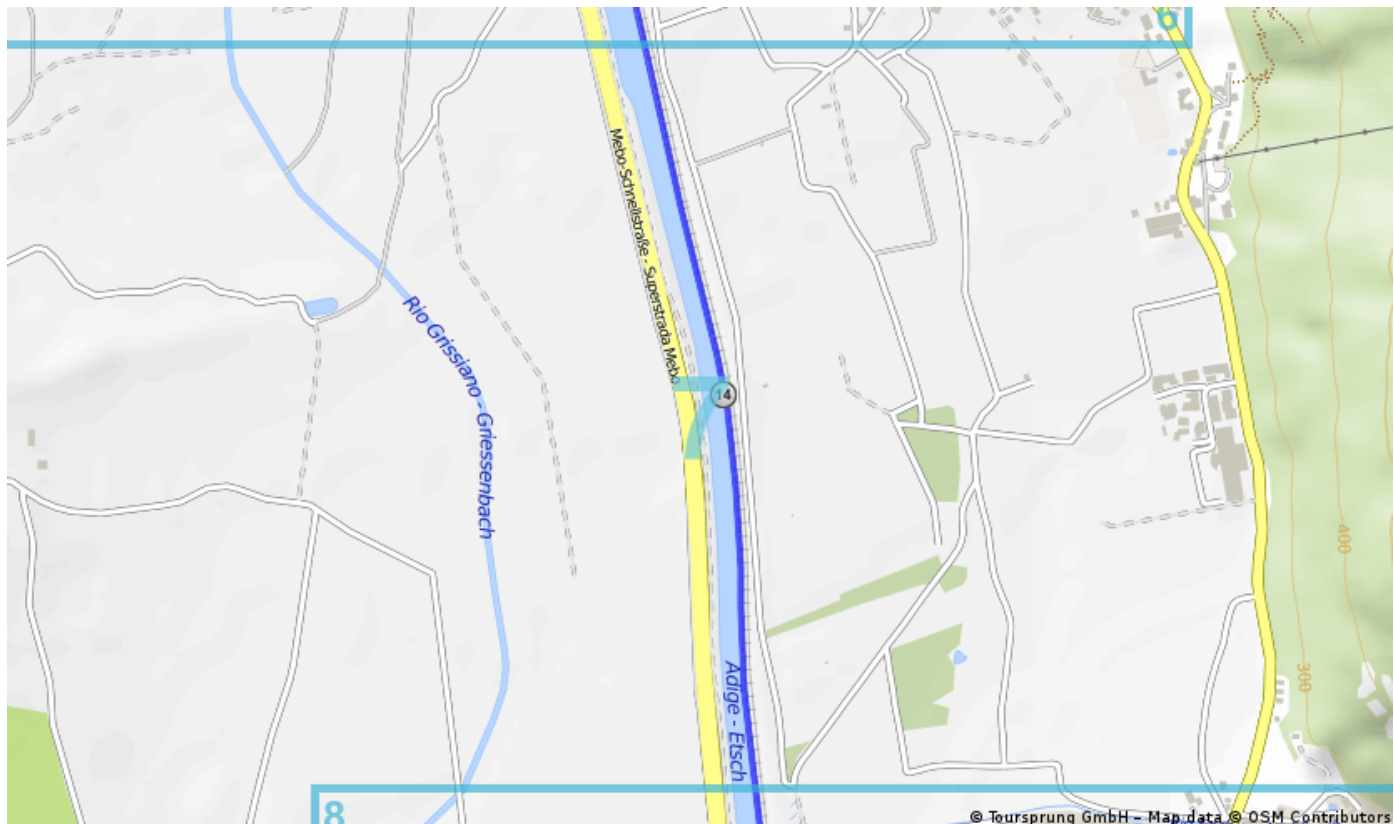 6
Mebo-Schnellstraße - Superstrada Mebo
Rio Grissiano - Griessenbach
14
400
300
Adige - Etsch
8
© Toursprung GmbH – Map data © OSM Contributors